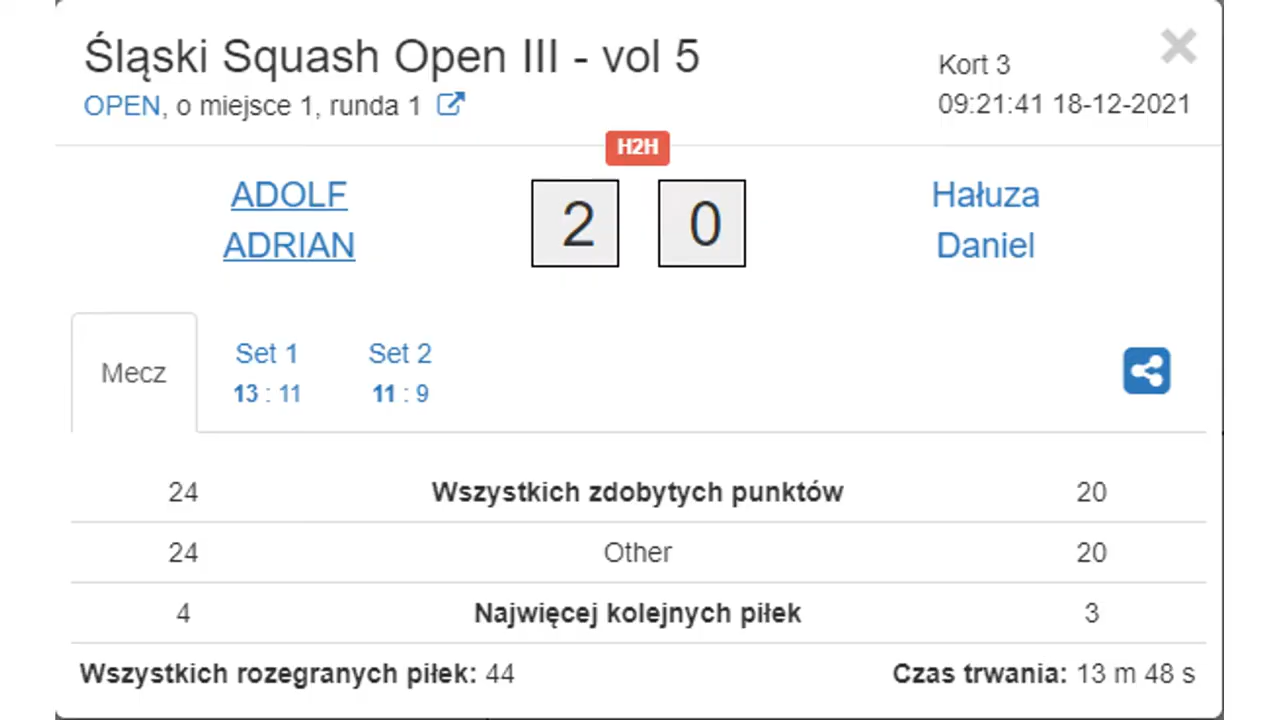 Śląski Squash Open III - vol 5
OPEN, o miejsce 1, runda 1
Kort 3
09:21:41 18-12-2021
H2H
ADOLF
ADRIAN
2 0
Hałuza
Daniel
Mecz
Set 1
13 : 11
Set 2
11 : 9
24 Wszystkich zdobytych punktów 20
24 Other 20
4 Najwięcej kolejnych piłek 3
Wszystkich rozegranych piłek: 44
Czas trwania: 13 m 48 s